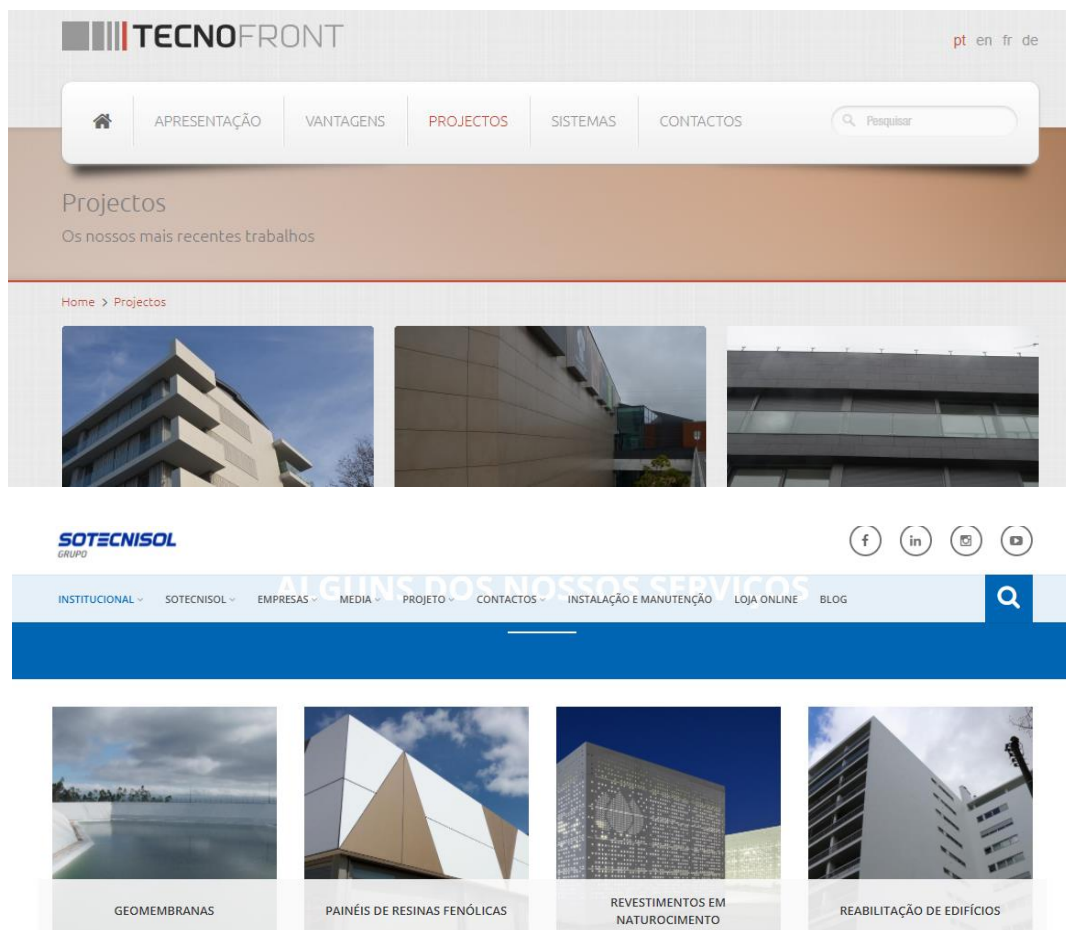 TECNOFRONT
pt en fr de
APRESENTAÇÃO VANTAGENS PROJECTOS SISTEMAS CONTACTOS Pesquisar
Projectos
Os nossos mais recentes trabalhos
Home > Projectos
SOTECNISOL
GRUPO
ALGUNS DOS NOSSOS SERVIÇOS
INSTITUCIONAL SOTECNISOL EMPRESAS MEDIA PROJETO CONTACTOS INSTALAÇÃO E MANUTENÇÃO LOJA ONLINE BLOG
GEOMEMBRANAS
PAINÉIS DE RESINAS FENÓLICAS
REVESTIMENTOS EM
NATUROCIMENTO
REABILITAÇÃO DE EDIFÍCIOS